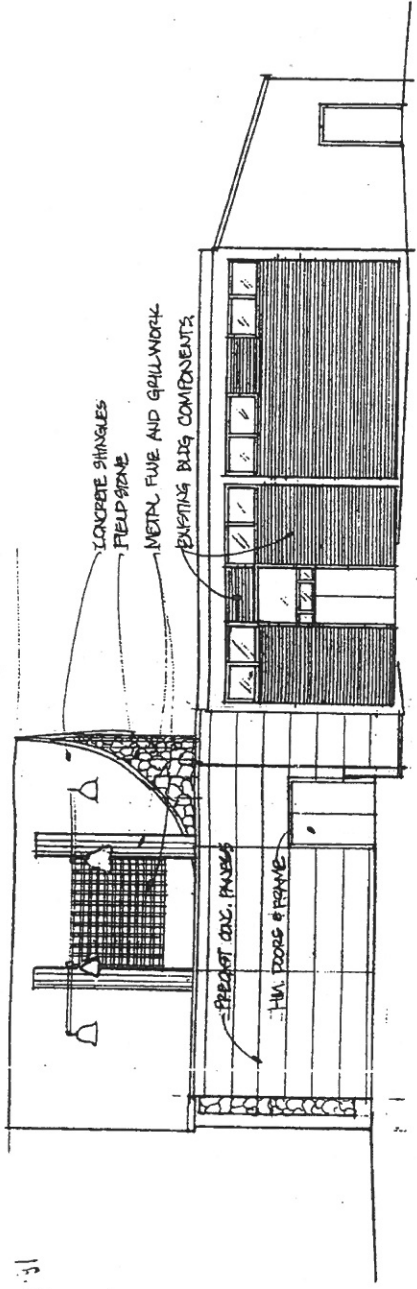 CONCRETE SHINGLES
FIELDSTONE
METAL FLUE AND GRILLWORK
EXISTING BLDG COMPONENTS
PRECAST CONC. PANELS
H.M. DOORS & FRAME